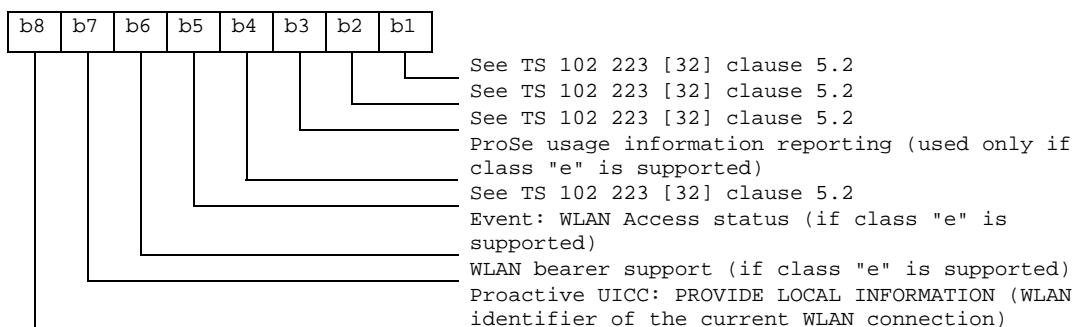 b8 b7 b6 b5 b4 b3 b2 b1
See TS 102 223 [32] clause 5.2
See TS 102 223 [32] clause 5.2
See TS 102 223 [32] clause 5.2
ProSe usage information reporting (used only if
class "e" is supported)
See TS 102 223 [32] clause 5.2
Event: WLAN Access status (if class "e" is
supported)
WLAN bearer support (if class "e" is supported)
Proactive UICC: PROVIDE LOCAL INFORMATION (WLAN
identifier of the current WLAN connection)